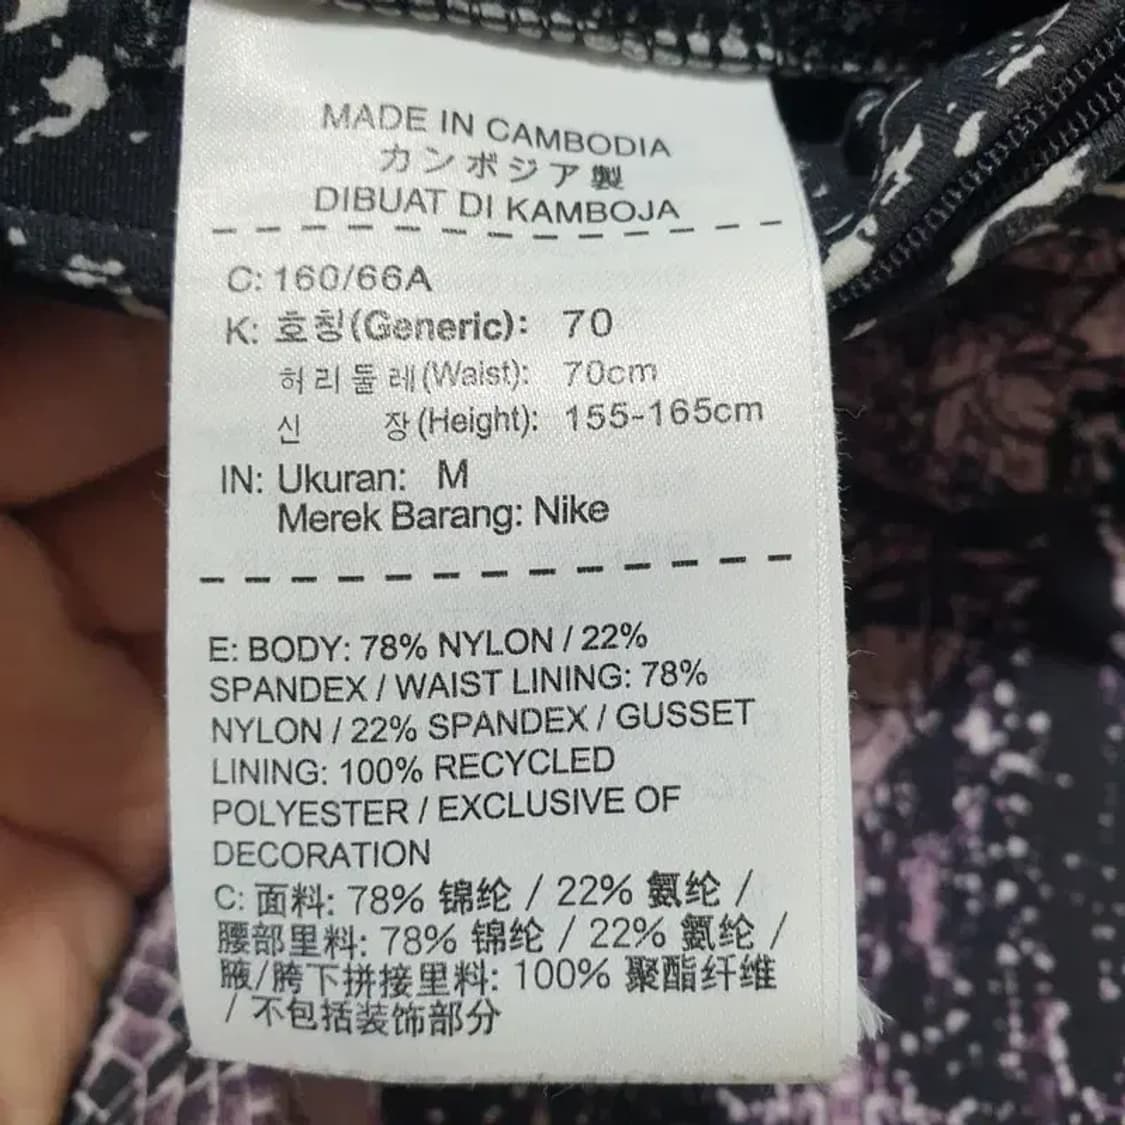 MADE IN CAMBODIA
カンボジア製
DIBUAT DI KAMBOJA
C: 160/66A
K: 호칭(Generic): 70
허리둘레(Waist): 70cm
신 장(Height): 155-165cm
IN: Ukuran: M
Merek Barang: Nike
E: BODY: 78% NYLON / 22%
SPANDEX / WAIST LINING: 78%
NYLON / 22% SPANDEX / GUSSET
LINING: 100% RECYCLED
POLYESTER / EXCLUSIVE OF
DECORATION
C: 面料: 78% 锦纶 / 22% 氨纶 /
腰部里料: 78% 锦纶 / 22% 氨纶 /
腋/胯下拼接里料: 100% 聚酯纤维
/ 不包括装饰部分